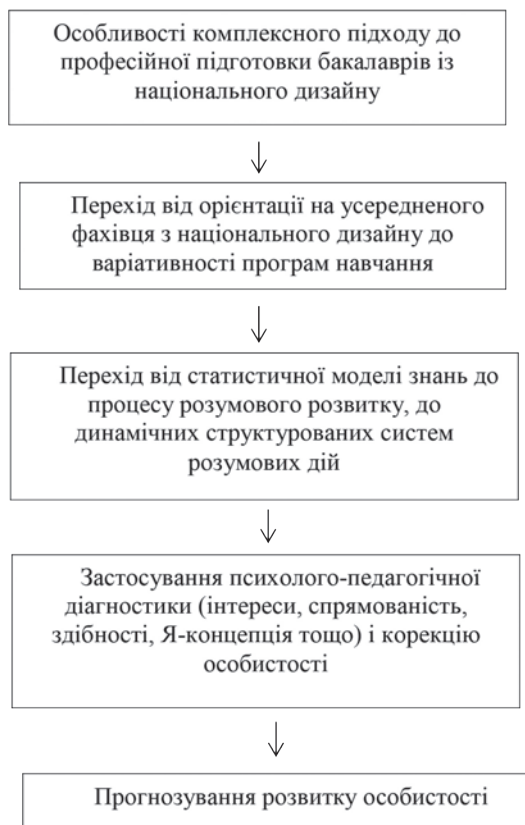 Особливості комплексного підходу до
професійної підготовки бакалаврів із
національного дизайну
Перехід від орієнтації на усередненого
фахівця з національного дизайну до
варіативності програм навчання
Перехід від статистичної моделі знань до
процесу розумового розвитку, до
динамічних структурованих систем
розумових дій
Застосування психолого-педагогічної
діагностики (інтереси, спрямованість,
здібності, Я-концепція тощо) і корекцію
особистості
Прогнозування розвитку особистості